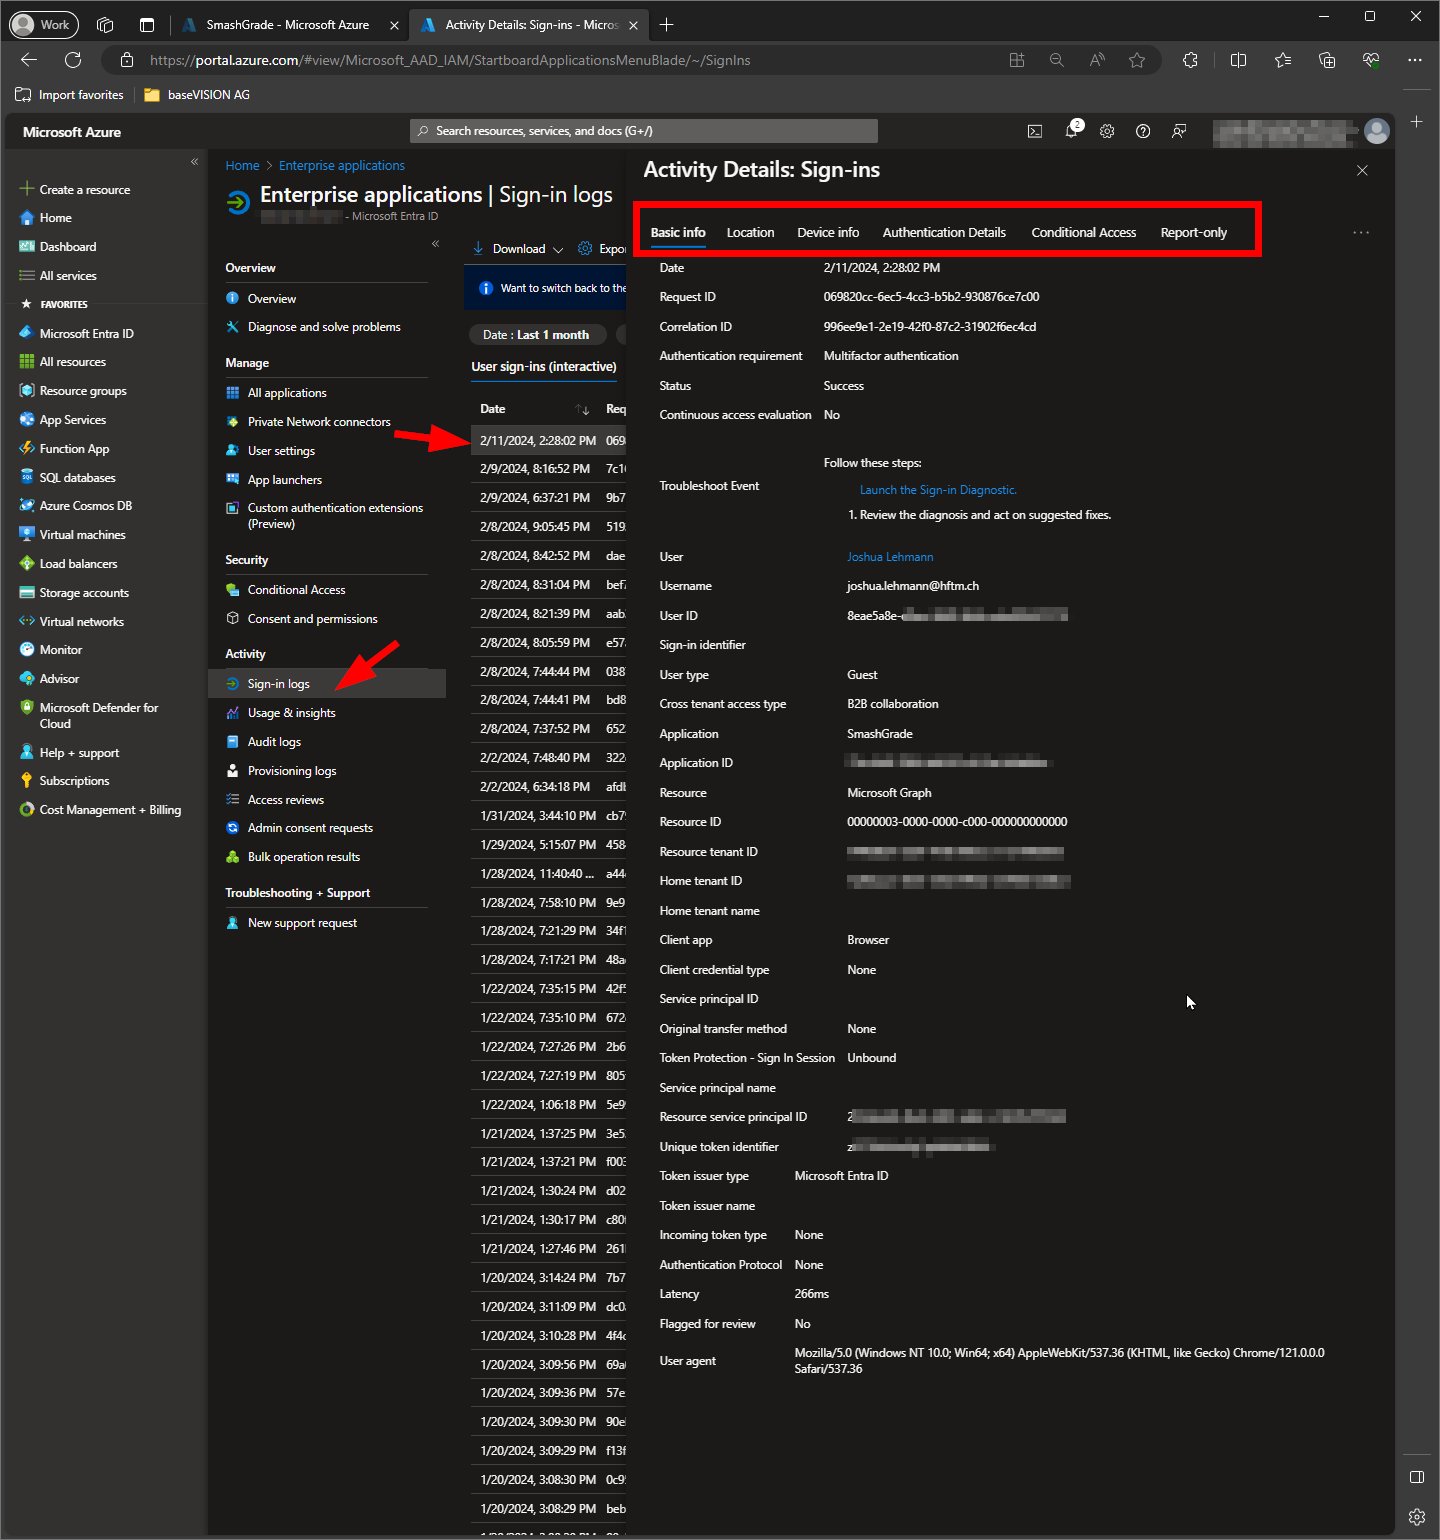 Work
SmashGrade - Microsoft Azure
Activity Details: Sign-ins - Micros
https://portal.azure.com/#view/Microsoft_AAD_IAM/StartboardApplicationsMenuBlade/~/SignIns
Import favorites
baseVISION AG
Microsoft Azure
Search resources, services, and docs (G+/)
2
Create a resource
Home
Dashboard
All services
FAVORITES
Microsoft Entra ID
All resources
Resource groups
App Services
Function App
SQL databases
Azure Cosmos DB
Virtual machines
Load balancers
Storage accounts
Virtual networks
Monitor
Advisor
Microsoft Defender for
Cloud
Help + support
Subscriptions
Cost Management + Billing
Home > Enterprise applications
Enterprise applications | Sign-in logs
- Microsoft Entra ID
Overview
Overview
Diagnose and solve problems
Manage
All applications
Private Network connectors
User settings
App launchers
Custom authentication extensions
(Preview)
Security
Conditional Access
Consent and permissions
Activity
Sign-in logs
Usage & insights
Audit logs
Provisioning logs
Access reviews
Admin consent requests
Bulk operation results
Troubleshooting + Support
New support request
Download
Expor
Want to switch back to the
Date : Last 1 month
User sign-ins (interactive)
Date Req
2/11/2024, 2:28:02 PM 069
2/9/2024, 8:16:52 PM 7c1
2/9/2024, 6:37:21 PM 9b7
2/8/2024, 9:05:45 PM 519
2/8/2024, 8:42:52 PM dae
2/8/2024, 8:31:04 PM bef
2/8/2024, 8:21:39 PM aab
2/8/2024, 8:05:59 PM e57
2/8/2024, 7:44:44 PM 038
2/8/2024, 7:44:41 PM bd8
2/8/2024, 7:37:52 PM 652
2/2/2024, 7:48:40 PM 322
2/2/2024, 6:34:18 PM afdb
1/31/2024, 3:44:10 PM cb7
1/29/2024, 5:15:07 PM 458
1/28/2024, 11:40:40 ... a44
1/28/2024, 7:58:10 PM 9e9
1/28/2024, 7:21:29 PM 34f1
1/28/2024, 7:17:21 PM 48a
1/22/2024, 7:35:15 PM 42f5
1/22/2024, 7:35:10 PM 672
1/22/2024, 7:27:26 PM 2b6
1/22/2024, 7:27:19 PM 805
1/22/2024, 1:06:18 PM 5e9
1/21/2024, 1:37:25 PM 3e5
1/21/2024, 1:37:21 PM f003
1/21/2024, 1:30:24 PM d02
1/21/2024, 1:30:17 PM c80
1/21/2024, 1:27:46 PM 261
1/20/2024, 3:14:24 PM 7b7
1/20/2024, 3:11:09 PM dc0
1/20/2024, 3:10:28 PM 4f4
1/20/2024, 3:09:56 PM 69a
1/20/2024, 3:09:36 PM 57e
1/20/2024, 3:09:30 PM 90e
1/20/2024, 3:09:29 PM f13f
1/20/2024, 3:08:30 PM 0c9
1/20/2024, 3:08:29 PM beb
Activity Details: Sign-ins
Basic info Location Device info Authentication Details Conditional Access Report-only
Date 2/11/2024, 2:28:02 PM
Request ID 069820cc-6ec5-4cc3-b5b2-930876ce7c00
Correlation ID 996ee9e1-2e19-42f0-87c2-31902f6ec4cd
Authentication requirement Multifactor authentication
Status Success
Continuous access evaluation No
Follow these steps:
Troubleshoot Event
Launch the Sign-in Diagnostic.
1. Review the diagnosis and act on suggested fixes.
User Joshua Lehmann
Username joshua.lehmann@hftm.ch
User ID 8eae5a8e-
Sign-in identifier
User type Guest
Cross tenant access type B2B collaboration
Application SmashGrade
Application ID
Resource Microsoft Graph
Resource ID 00000003-0000-0000-c000-000000000000
Resource tenant ID
Home tenant ID
Home tenant name
Client app Browser
Client credential type None
Service principal ID
Original transfer method None
Token Protection - Sign In Session Unbound
Service principal name
Resource service principal ID 2
Unique token identifier z
Token issuer type Microsoft Entra ID
Token issuer name
Incoming token type None
Authentication Protocol None
Latency 266ms
Flagged for review No
User agent Mozilla/5.0 (Windows NT 10.0; Win64; x64) AppleWebKit/537.36 (KHTML, like Gecko) Chrome/121.0.0.0
Safari/537.36